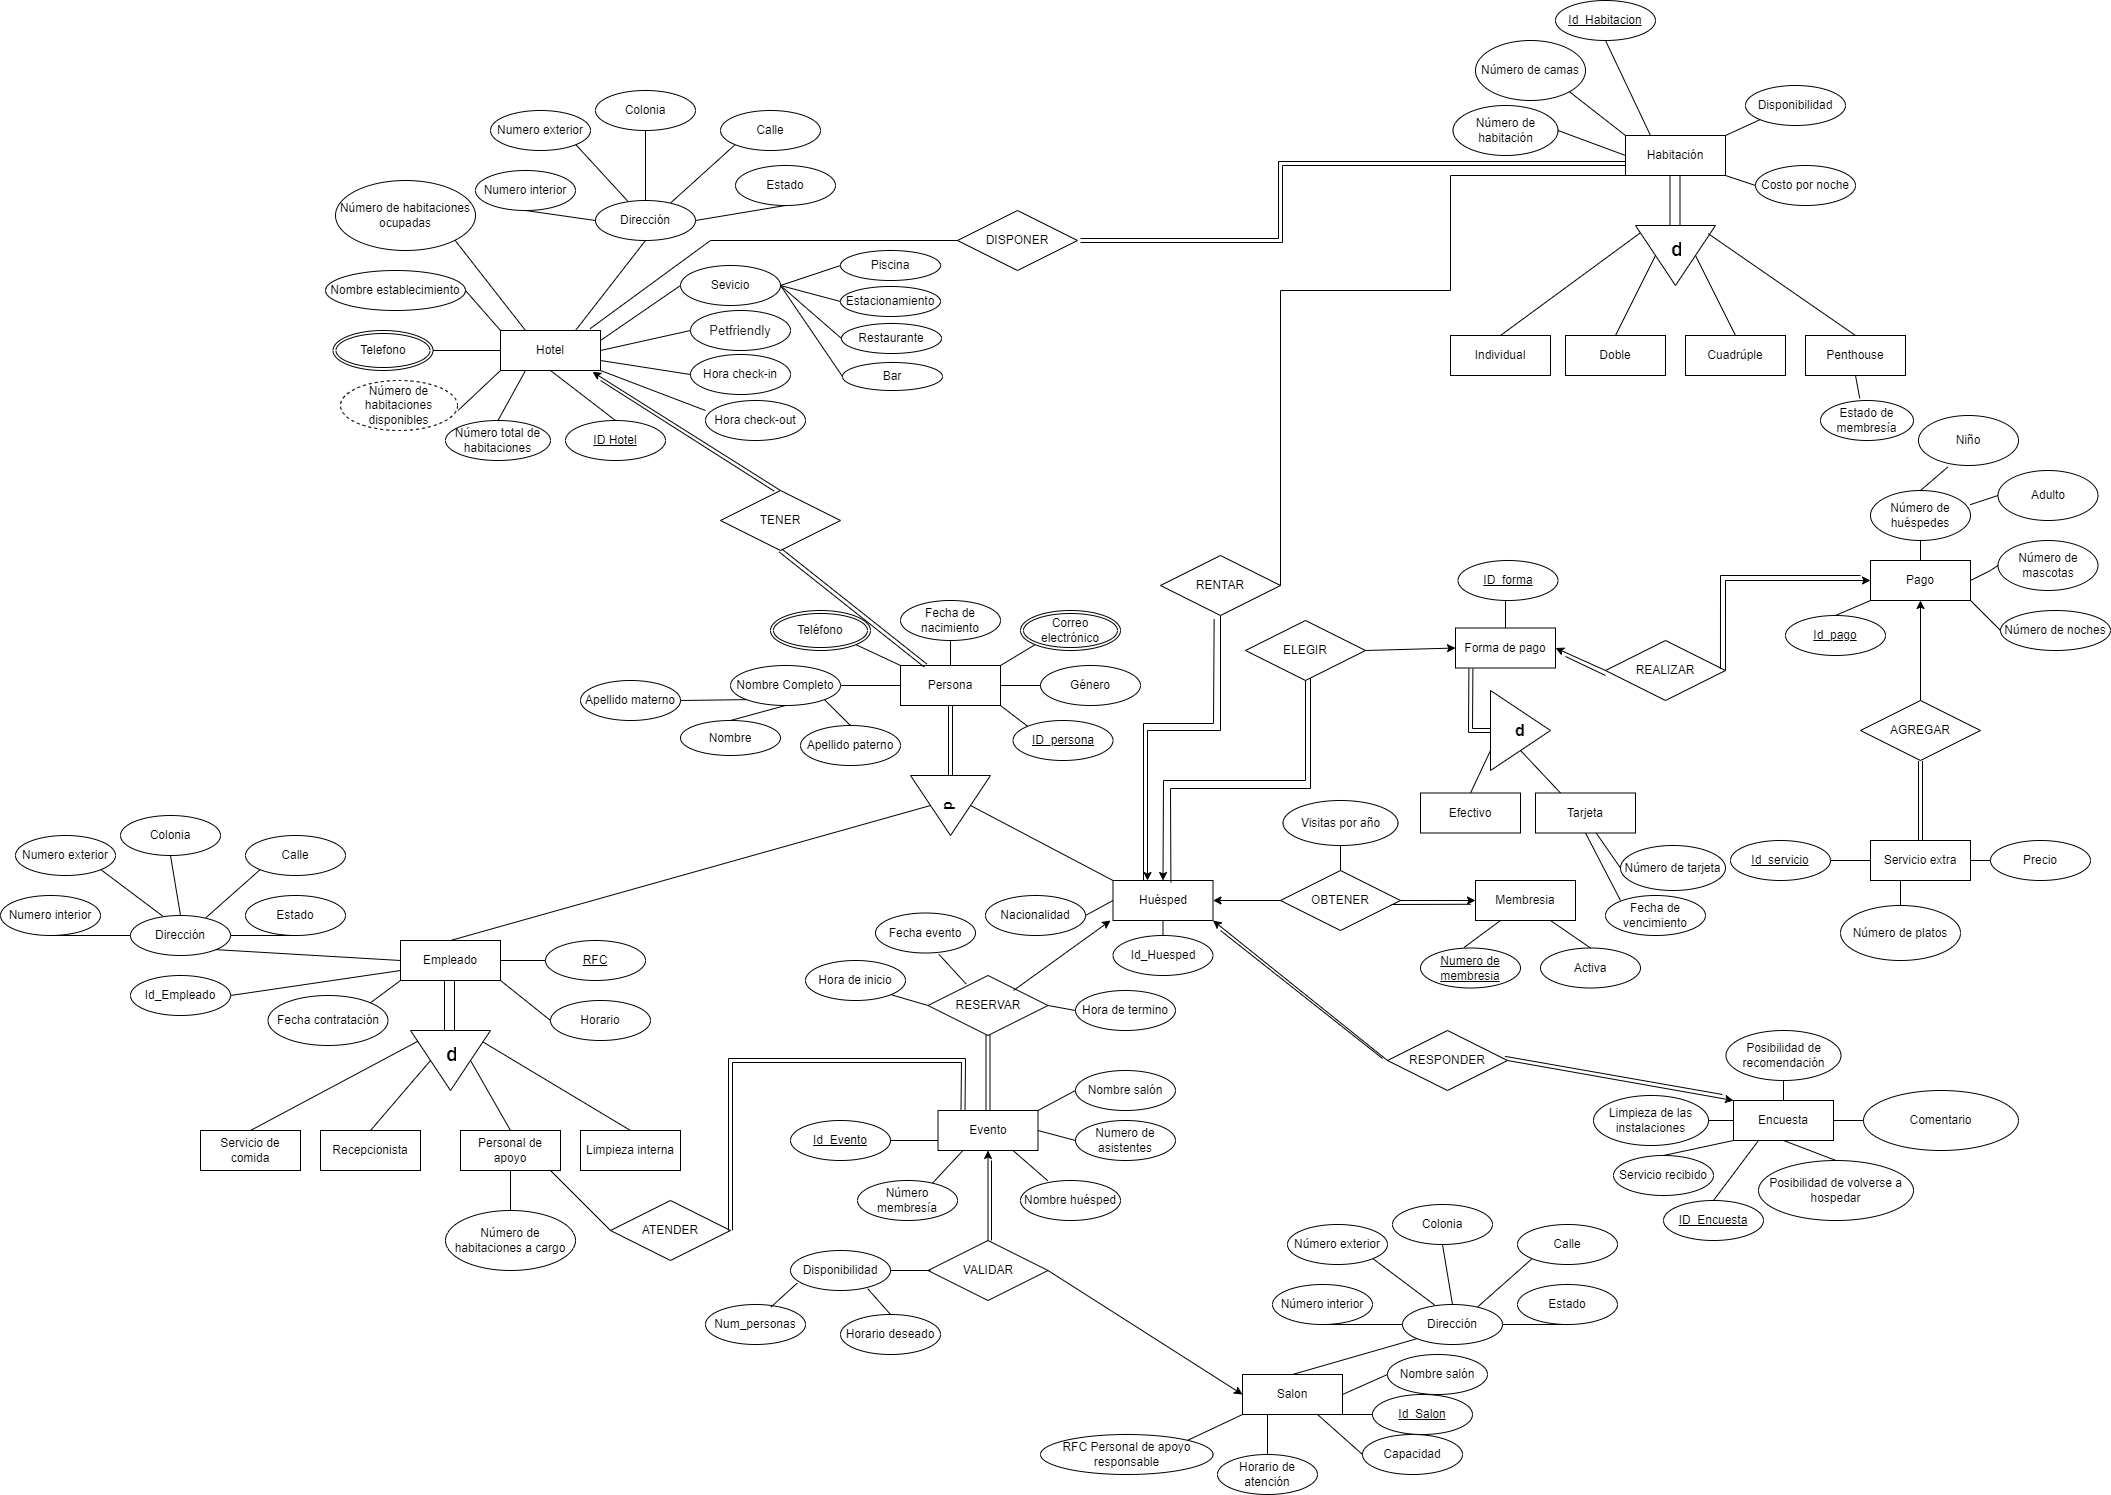 Id_Habitacion
Número de camas
Número de
habitación
Disponibilidad
Habitación
Costo por noche
Colonia
Numero exterior
Calle
Numero interior
Estado
Dirección
Número de habitaciones
ocupadas
DISPONER
d
Sevicio
Piscina
Estacionamiento
Restaurante
Bar
Nombre establecimiento
Petfriendly
Telefono
Hotel
Hora check-in
Número de
habitaciones
disponibles
Hora check-out
Número total de
habitaciones
ID Hotel
Individual
Doble
Cuadrúple
Penthouse
Estado de
membresía
Niño
Número de
huéspedes
Adulto
TENER
Pago
Número de
mascotas
Número de noches
Id_pago
RENTAR
ID_forma
Forma de pago
ELEGIR
REALIZAR
Teléfono
Fecha de
nacimiento
Correo
electrónico
Nombre Completo
Persona
Género
Apellido materno
Nombre
Apellido paterno
ID_persona
d
AGREGAR
p
Efectivo
Tarjeta
Visitas por año
Número de tarjeta
Fecha de
vencimiento
Id_servicio
Servicio extra
Precio
Número de platos
Colonia
Numero exterior
Calle
Numero interior
Estado
Dirección
Empleado
RFC
Id_Empleado
Fecha contratación
Horario
Huésped
Nacionalidad
Id_Huesped
OBTENER
Membresia
Numero de
membresia
Activa
Fecha evento
Hora de inicio
RESERVAR
Hora de termino
d
Servicio de
comida
Recepcionista
Personal de
apoyo
Limpieza interna
Número de
habitaciones a cargo
ATENDER
RESPONDER
Posibilidad de
recomendación
Limpieza de las
instalaciones
Encuesta
Comentario
Servicio recibido
Posibilidad de volverse a
hospedar
ID_Encuesta
Nombre salón
Id_Evento
Evento
Numero de
asistentes
Número
membresía
Nombre huésped
Disponibilidad
VALIDAR
Num_personas
Horario deseado
Colonia
Número exterior
Calle
Número interior
Estado
Dirección
Salon
Nombre salón
Id_Salon
Capacidad
RFC Personal de apoyo
responsable
Horario de
atención